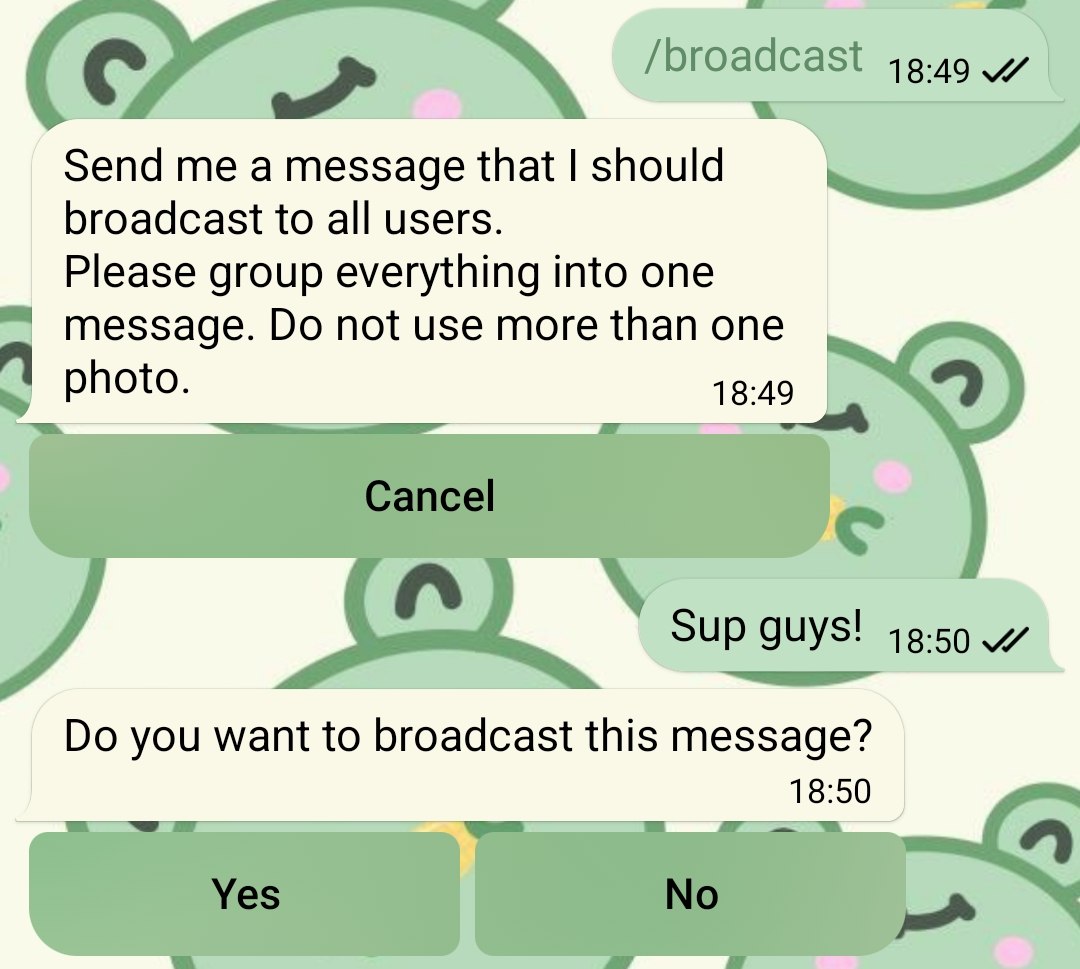 /broadcast 18:49
Send me a message that I should
broadcast to all users.
Please group everything into one
message. Do not use more than one
photo.
18:49
Cancel
Sup guys! 18:50
Do you want to broadcast this message?
18:50
Yes No